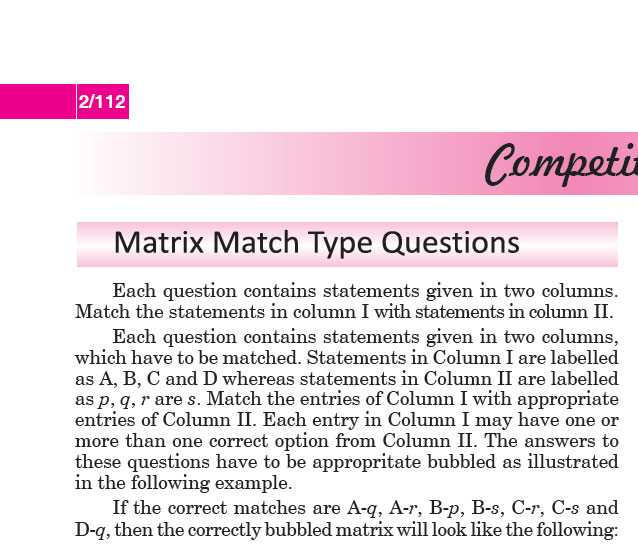 2/112
Matrix Match Type Questions
Each question contains statements given in two columns.
Match the statements in column I with statements in column II.
Each question contains statements given in two columns,
which have to be matched. Statements in Column I are labelled
as A, B, C and D whereas statements in Column II are labelled
as p, q, r are s. Match the entries of Column I with appropriate
entries of Column II. Each entry in Column I may have one or
more than one correct option from Column II. The answers to
these questions have to be appropritate bubbled as illustrated
in the following example.
If the correct matches are A-q, A-r, B-p, B-s, C-r, C-s and
D-q, then the correctly bubbled matrix will look like the following: